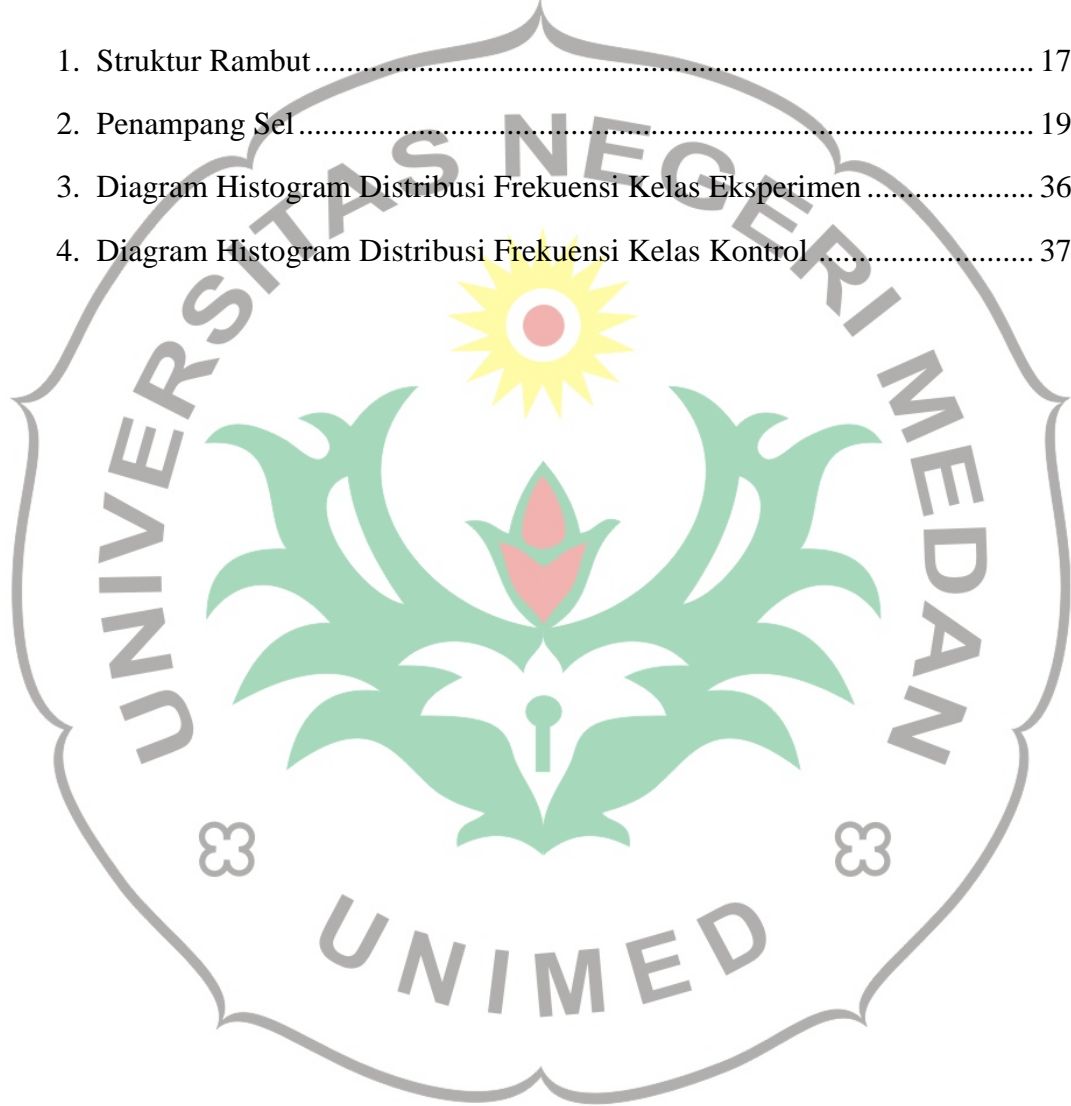 1. Struktur Rambut ........................................................................................... 17
2. Penampang Sel ............................................................................................. 19
3. Diagram Histogram Distribusi Frekuensi Kelas Eksperimen ..................... 36
4. Diagram Histogram Distribusi Frekuensi Kelas Kontrol ........................... 37
UNIVERSITAS NEGERI MEDAN
UNIMED